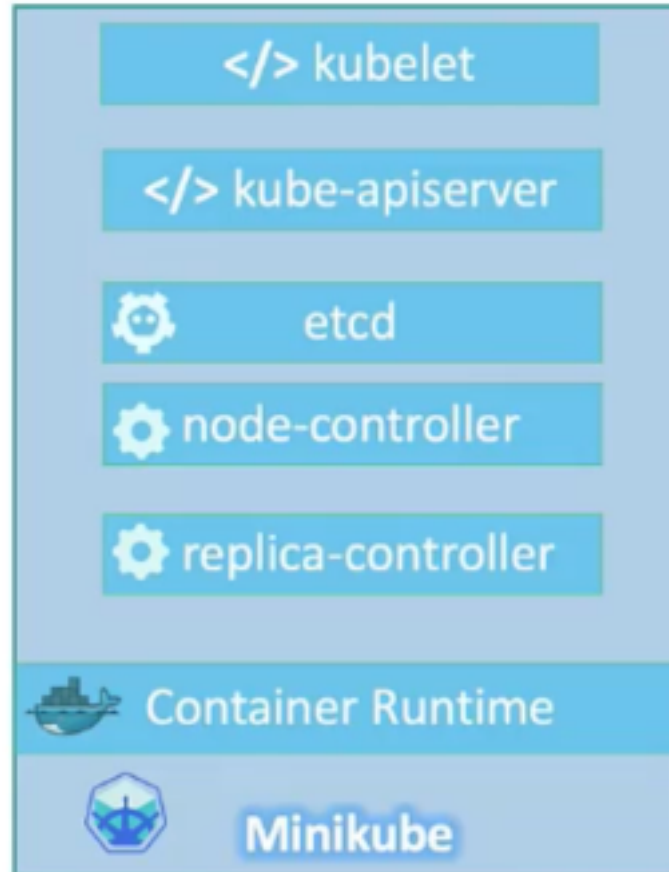 </> kubelet
</> kube-apiserver
etcd
node-controller
replica-controller
Container Runtime
Minikube